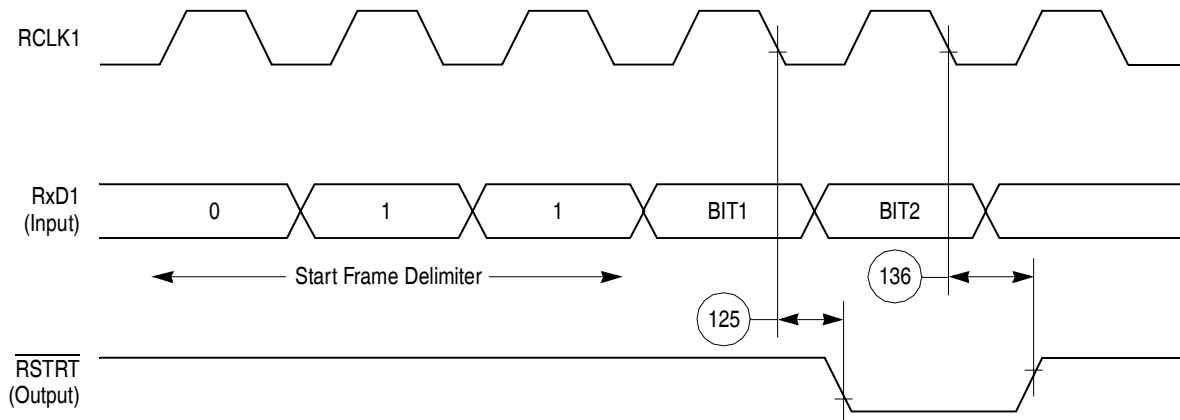 RCLK1
RxD1
(Input)
0
1
1
BIT1
BIT2
Start Frame Delimiter
136
125
RSTRT
(Output)